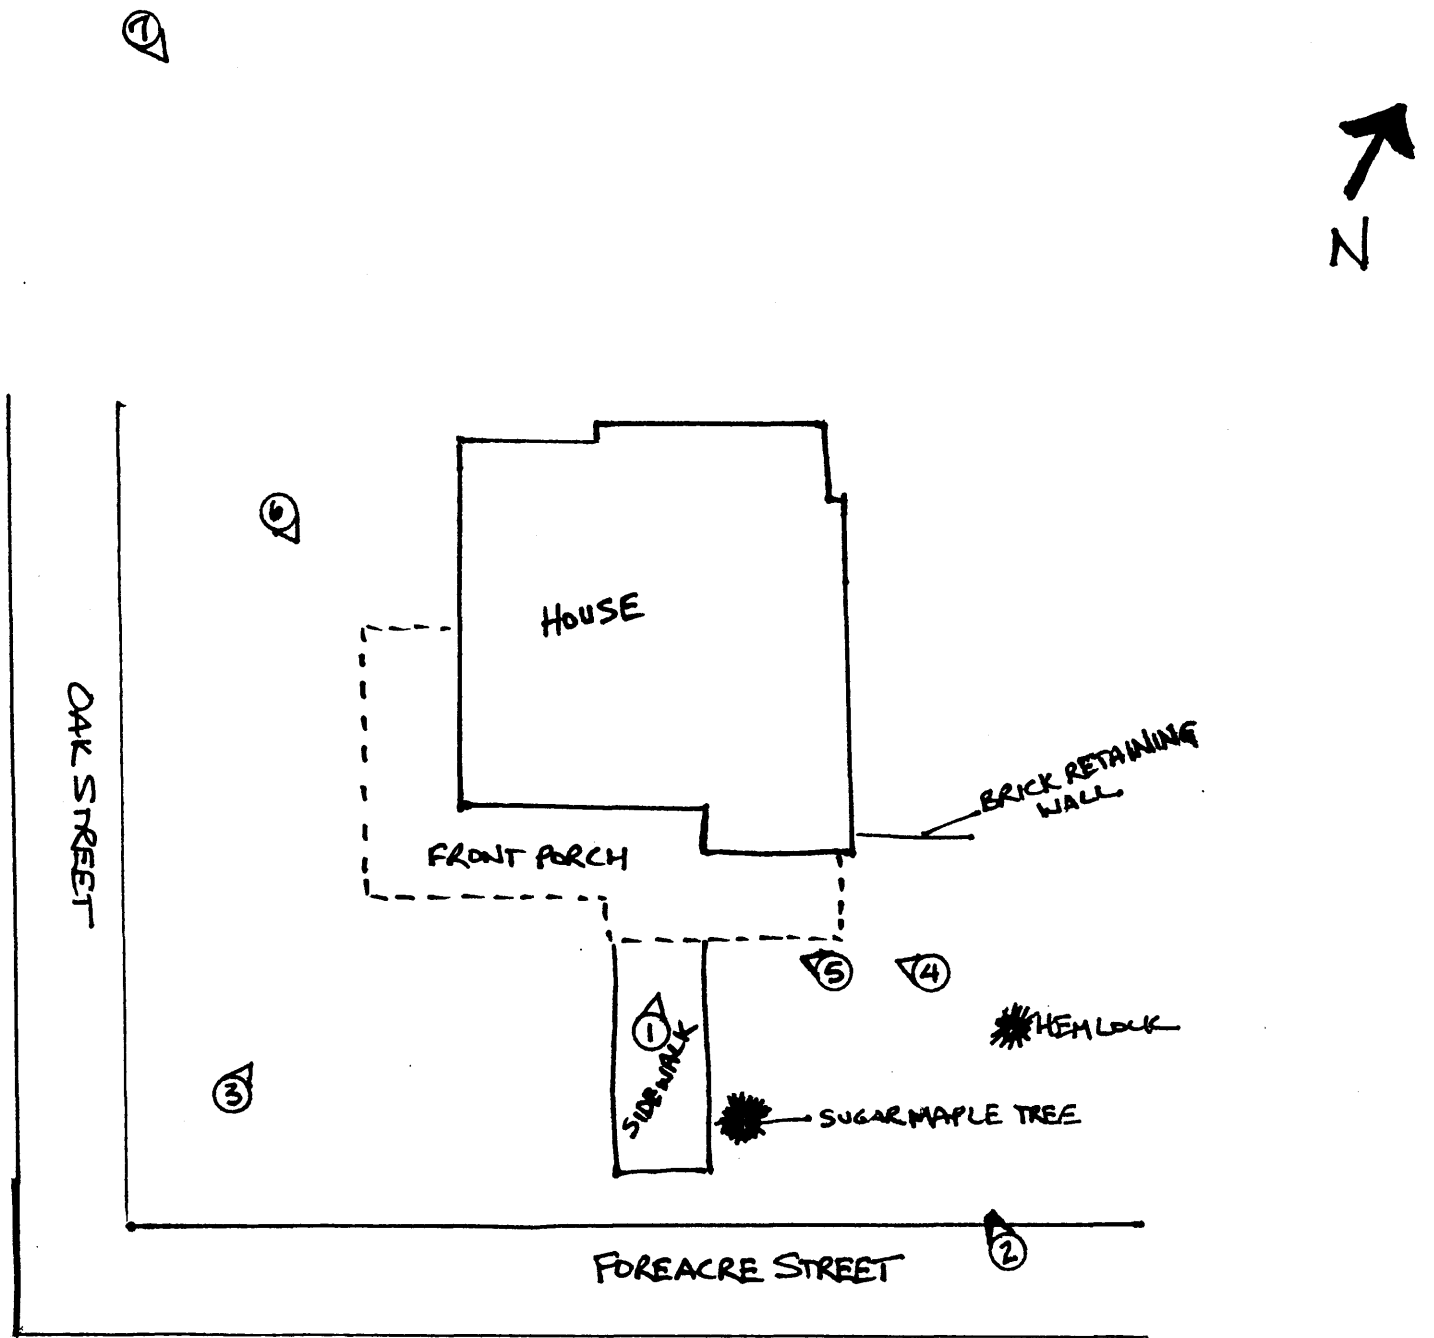 7
N
6
HOUSE
OAK STREET
BRICK RETAINING
WALL
FRONT PORCH
5
4
1
SIDEWALK
HEMLOCK
3
SUGAR MAPLE TREE
2
FOREACRE STREET